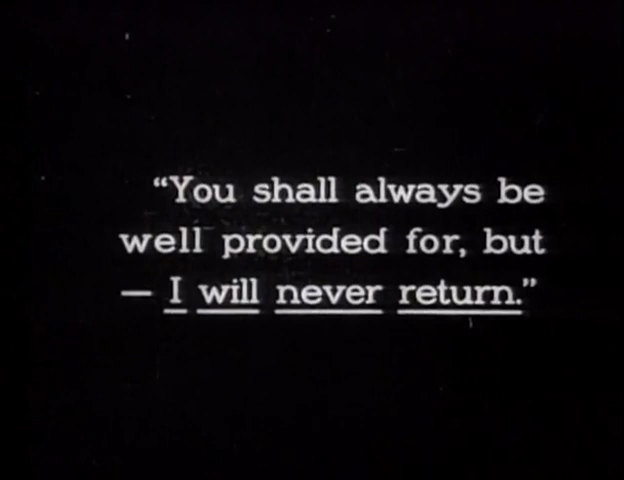 “You shall always be
well provided for, but
— I will never return.”